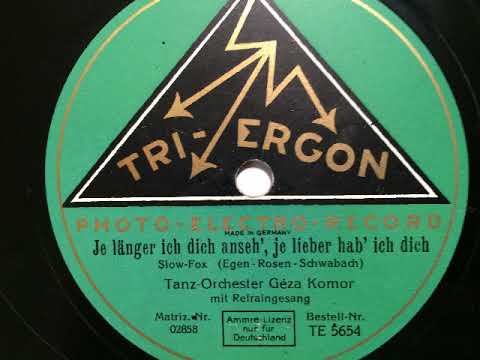 TRI-ERGON
PHOTO-ELECTRO-RECORD
MADE IN GERMANY
Je länger ich dich anseh', je lieber hab' ich dich
Slow-Fox (Egen-Rosen-Schwabach)
Tanz-Orchester Géza Komor
mit Refraingesang
Matriz.-Nr. 02858
Ammre-Lizenz nur für Deutschland
Bestell-Nr. TE 5654